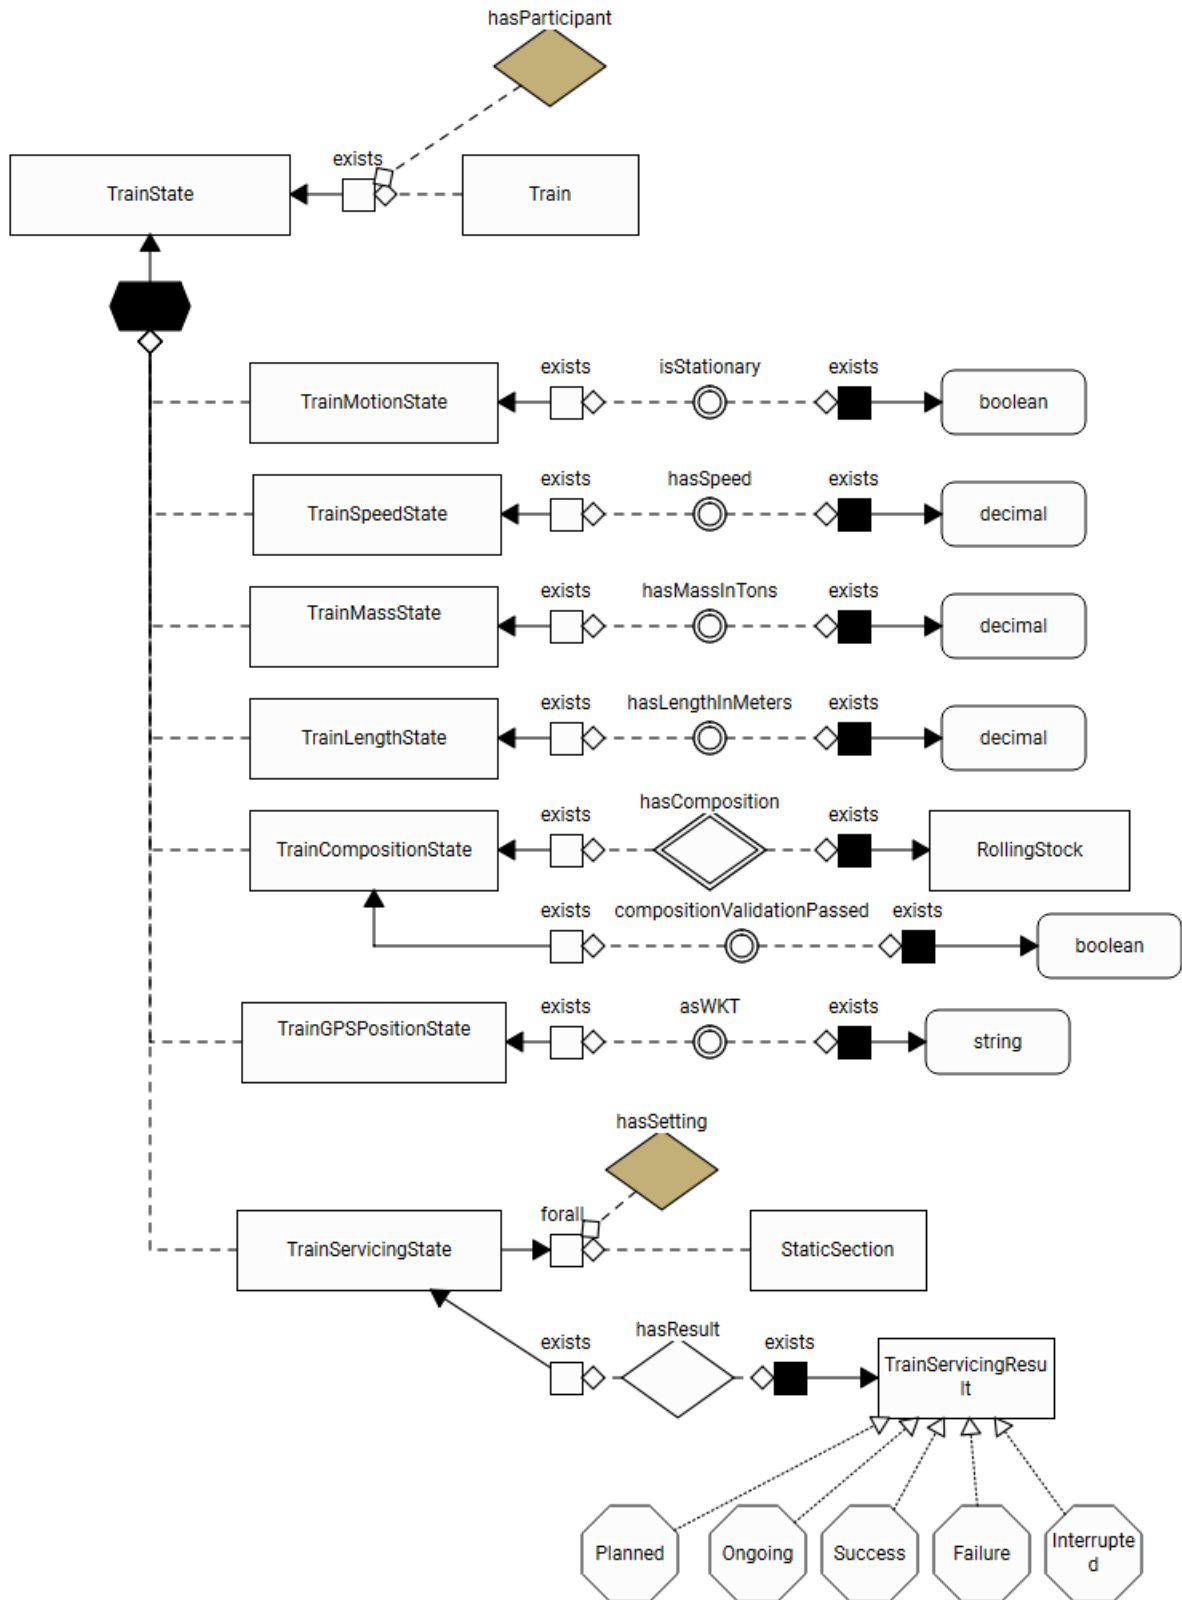 hasParticipant
exists
TrainState
Train
exists
isStationary
exists
TrainMotionState
boolean
exists
hasSpeed
exists
TrainSpeedState
decimal
exists
hasMassInTons
exists
TrainMassState
decimal
exists
hasLengthInMeters
exists
TrainLengthState
decimal
exists
hasComposition
exists
TrainCompositionState
RollingStock
exists
compositionValidationPassed
exists
boolean
exists
asWKT
exists
TrainGPSPositionState
string
hasSetting
forall
TrainServicingState
StaticSection
exists
hasResult
exists
TrainServicingResu
lt
Planned
Ongoing
Success
Failure
Interrupte
d